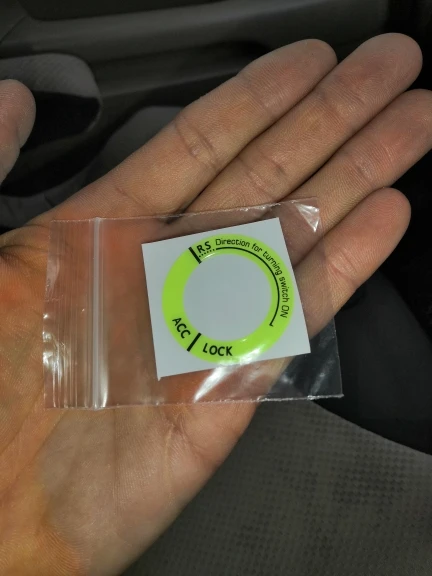 R.S
Direction for turning switch ON
ACC
LOCK